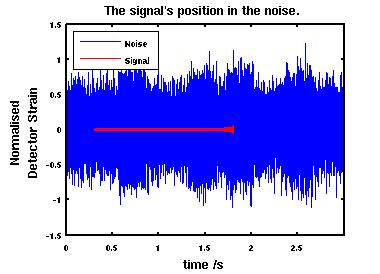 The signal's position in the noise.
1.5
Noise
Signal
1
0.5
0
-0.5
-1
-1.5
Normalised
Detector Strain
0 0.5 1 1.5 2 2.5
time /s